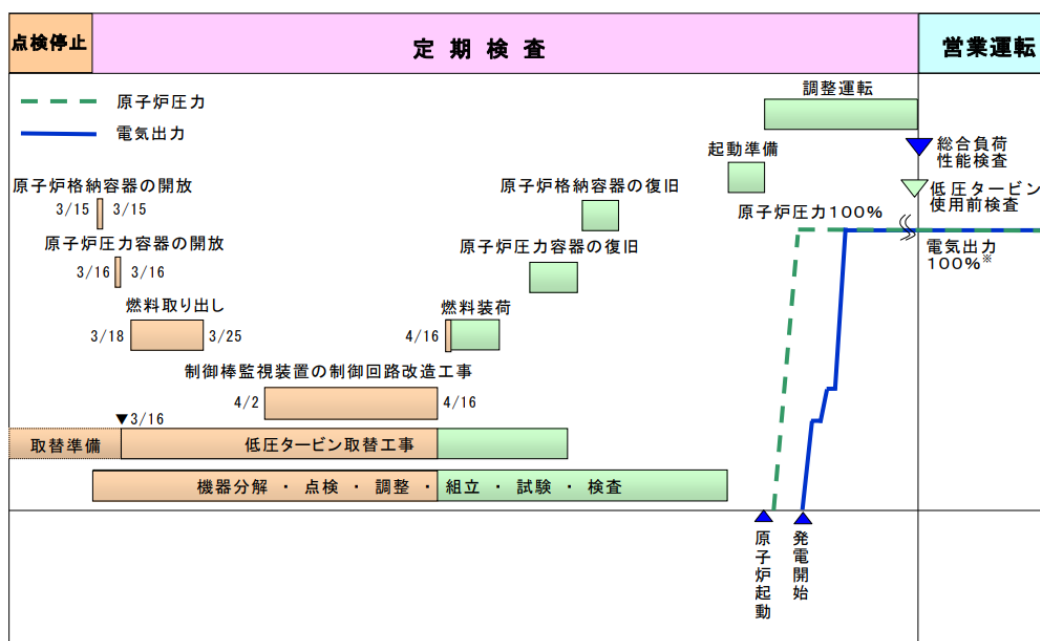 点検停止
定期検査
営業運転
原子炉圧力
電気出力
調整運転
総合負荷
性能検査
起動準備
低圧タービン
使用前検査
原子炉格納容器の開放
3/15 3/15
原子炉格納容器の復旧
原子炉圧力100%
原子炉圧力容器の開放
3/16 3/16
原子炉圧力容器の復旧
電気出力
100%※
燃料取り出し
3/18 3/25
燃料装荷
4/16
制御棒監視装置の制御回路改造工事
4/2 4/16
▼3/16
取替準備
低圧タービン取替工事
機器分解・点検・調整・組立・試験・検査
原子炉起動
発電開始